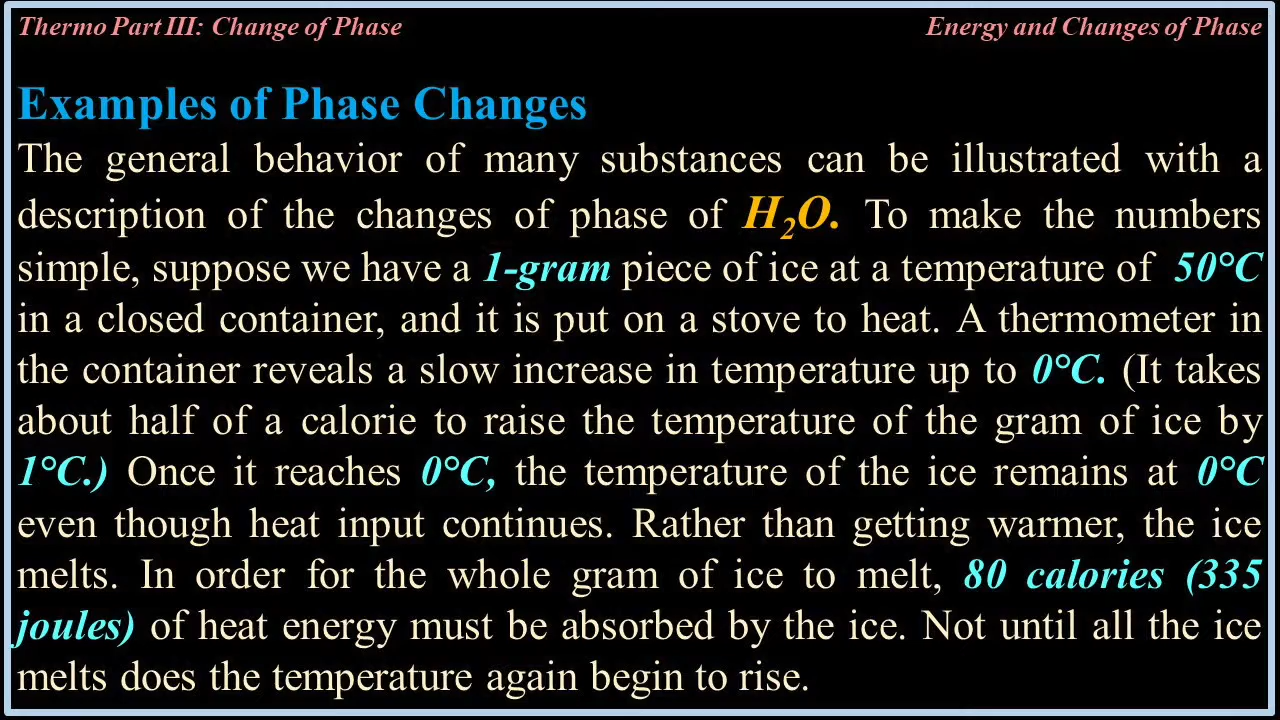 Thermo Part III: Change of Phase
Energy and Changes of Phase
Examples of Phase Changes
The general behavior of many substances can be illustrated with a
description of the changes of phase of H₂O. To make the numbers
simple, suppose we have a 1-gram piece of ice at a temperature of 50°C
in a closed container, and it is put on a stove to heat. A thermometer in
the container reveals a slow increase in temperature up to 0°C. (It takes
about half of a calorie to raise the temperature of the gram of ice by
1°C.) Once it reaches 0°C, the temperature of the ice remains at 0°C
even though heat input continues. Rather than getting warmer, the ice
melts. In order for the whole gram of ice to melt, 80 calories (335
joules) of heat energy must be absorbed by the ice. Not until all the ice
melts does the temperature again begin to rise.